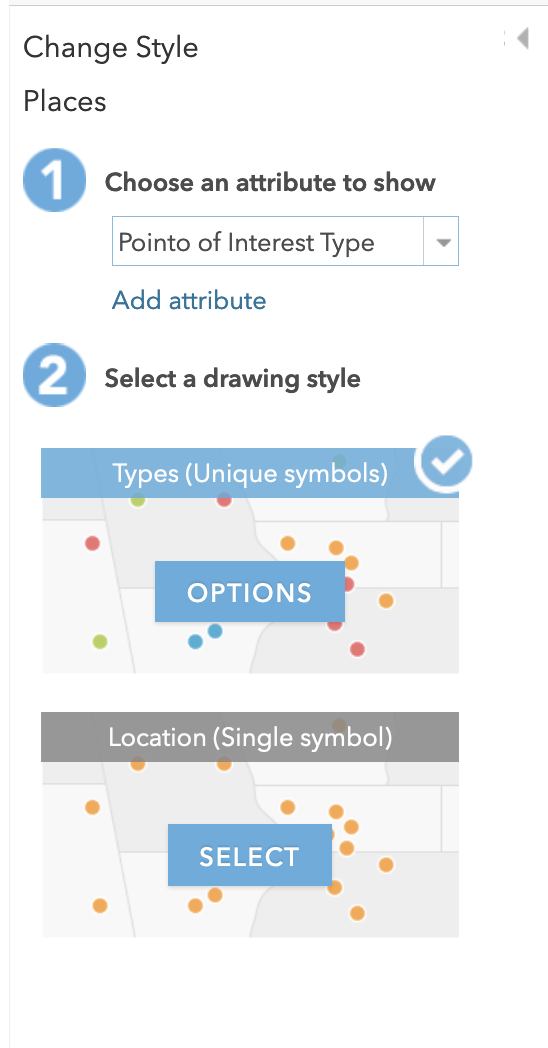 Change Style
Places
1 Choose an attribute to show
Pointo of Interest Type
Add attribute
2 Select a drawing style
Types (Unique symbols)
OPTIONS
Location (Single symbol)
SELECT